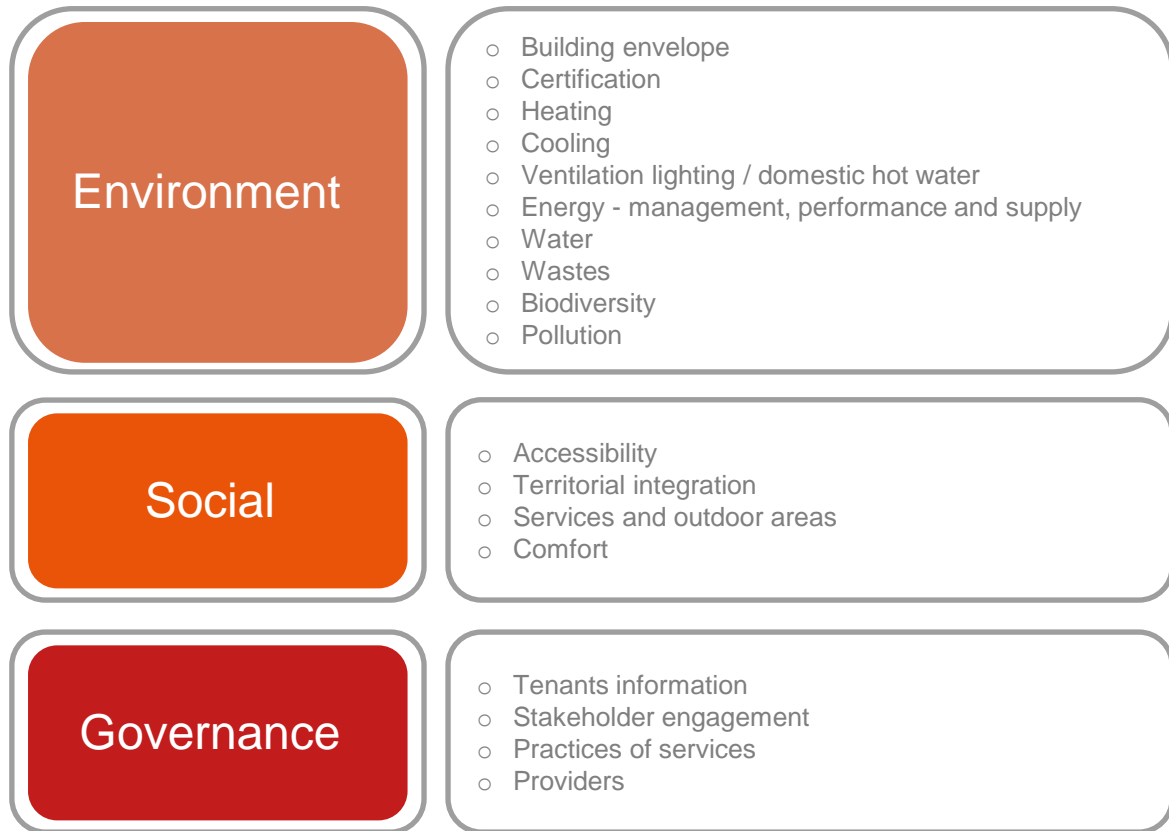 Environment
○ Building envelope
○ Certification
○ Heating
○ Cooling
○ Ventilation lighting / domestic hot water
○ Energy - management, performance and supply
○ Water
○ Wastes
○ Biodiversity
○ Pollution
Social
○ Accessibility
○ Territorial integration
○ Services and outdoor areas
○ Comfort
Governance
○ Tenants information
○ Stakeholder engagement
○ Practices of services
○ Providers